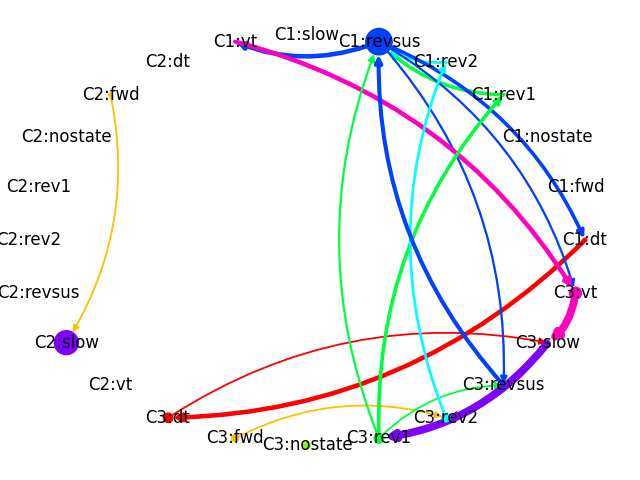 C1:slow
C1:vt
C1:revsus
C2:dt
C1:rev2
C2:fwd
C1:rev1
C2:nostate
C1:nostate
C2:rev1
C1:fwd
C2:rev2
C1:dt
C2:revsus
C3:vt
C2:slow
C3:slow
C2:vt
C3:revsus
C3:dt
C3:rev2
C3:fwd
C3:nostate
C3:rev1